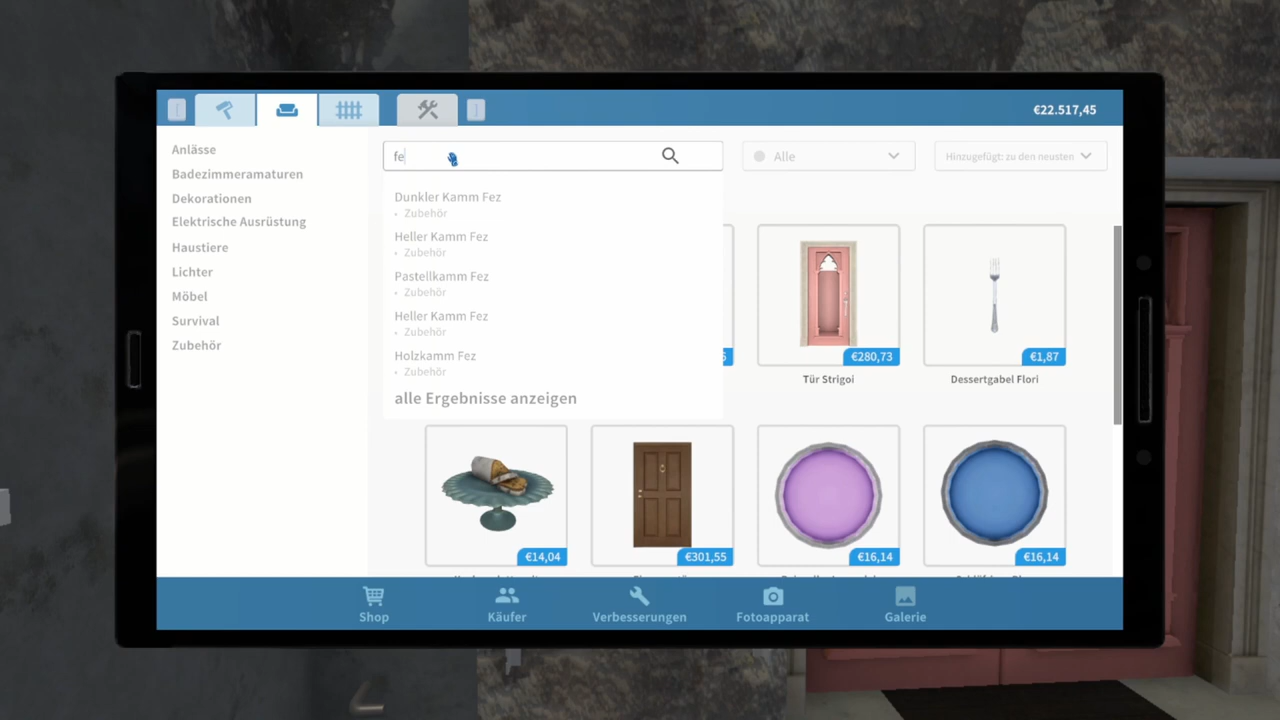 €22.517,45
Anlässe
Badezimmeramaturen
Dekorationen
Elektrische Ausrüstung
Haustiere
Lichter
Möbel
Survival
Zubehör
fe
Alle
Hinzugefügt: zu den neusten
Dunkler Kamm Fez
• Zubehör
Heller Kamm Fez
• Zubehör
Pastellkamm Fez
• Zubehör
Heller Kamm Fez
• Zubehör
Holzkamm Fez
• Zubehör
alle Ergebnisse anzeigen
€280,73
€1,87
Tür Strigoi
Dessertgabel Flori
€14,04
€301,55
€16,14
€16,14
Shop
Käufer
Verbesserungen
Fotoapparat
Galerie